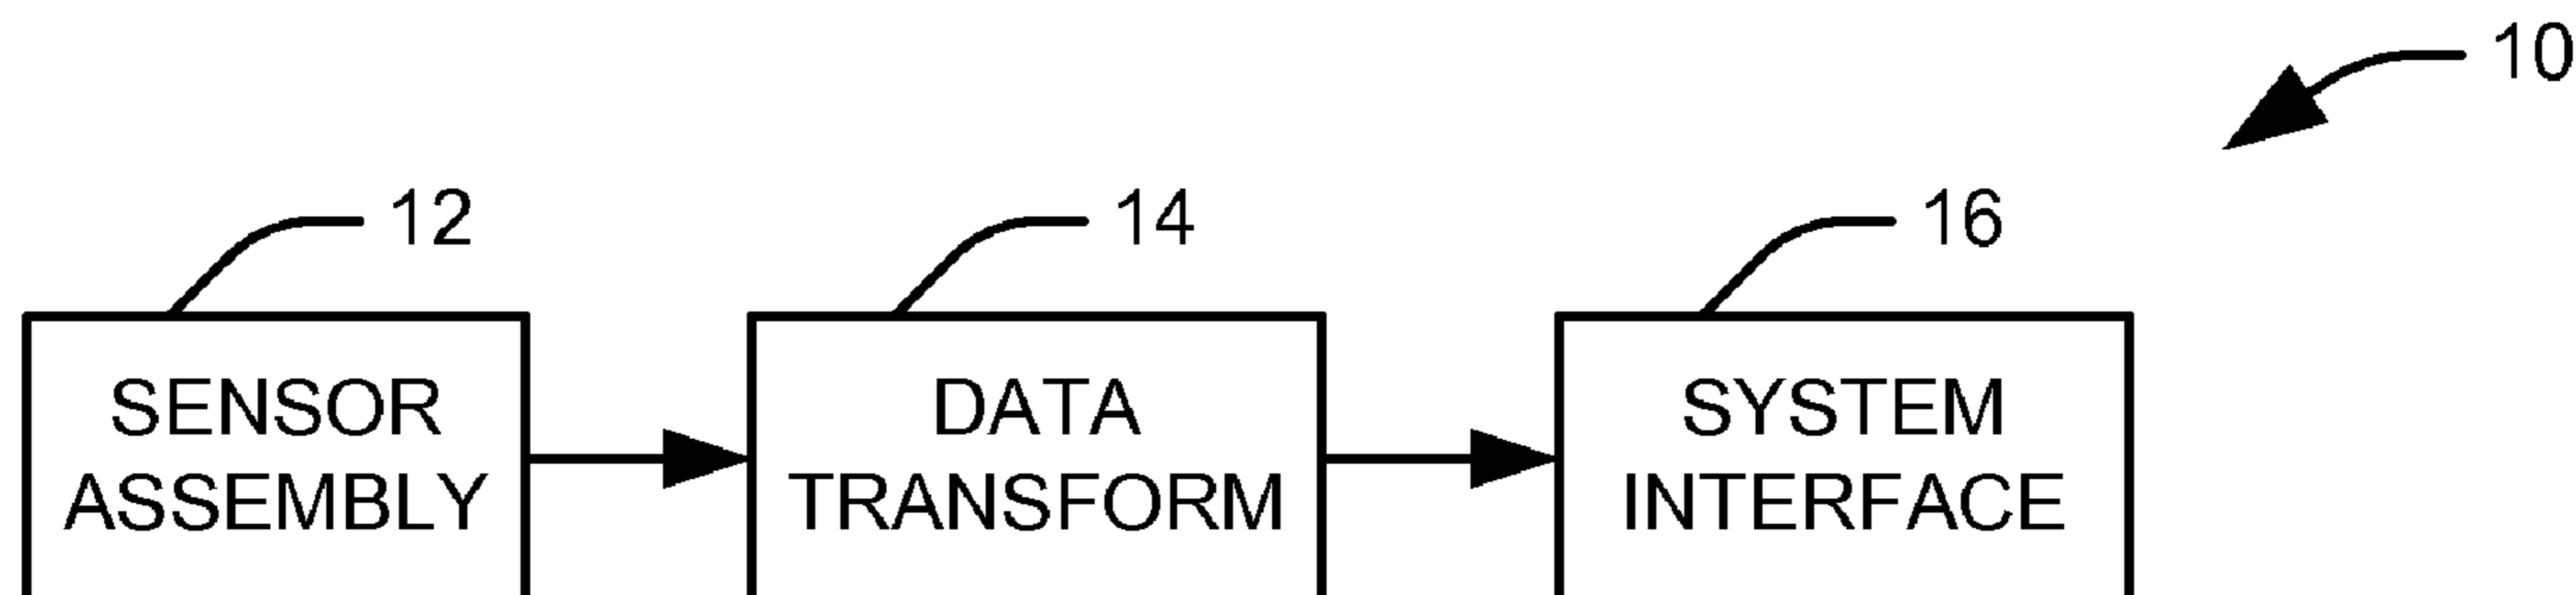 10
12
14
16
SENSOR
ASSEMBLY
DATA
TRANSFORM
SYSTEM
INTERFACE